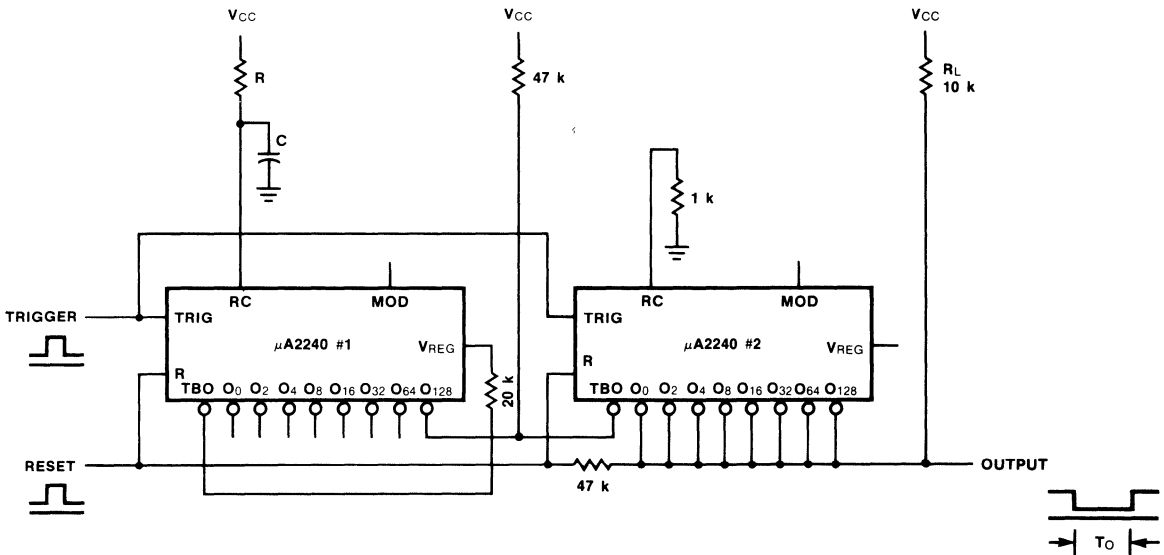 VCC VCC VCC
R
47 k
RL
10 k
C
1 k
RC MOD RC MOD
TRIGGER TRIG TRIG
μA2240 #1 μA2240 #2
VREG VREG
R R
TBO O0 O2 O4 O8 O16 O32 O64 O128 20 k TBO O0 O2 O4 O8 O16 O32 O64 O128
RESET OUTPUT
47 k
TO